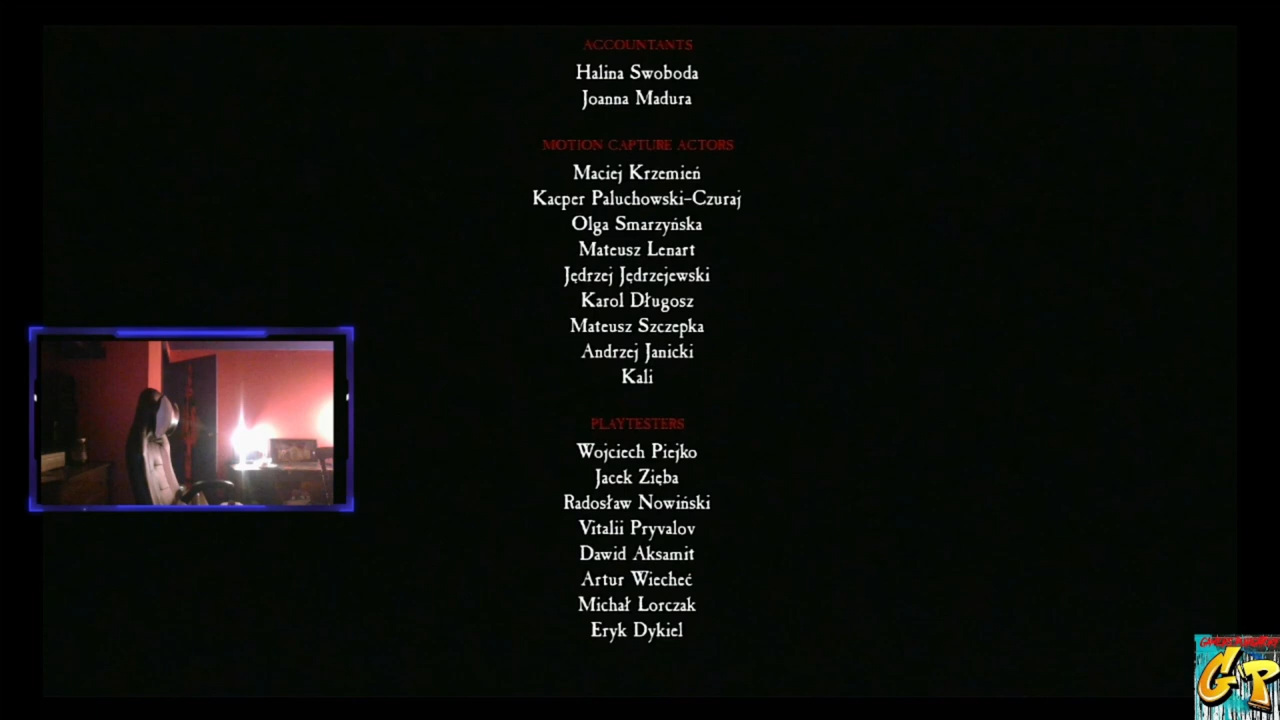 ACCOUNTANTS
Halina Swoboda
Joanna Madura
MOTION CAPTURE ACTORS
Maciej Krzemień
Kacper Paluchowski-Czuraj
Olga Smarzyńska
Mateusz Lenart
Jędrzej Jędrzejewski
Karol Długosz
Mateusz Szczepka
Andrzej Janicki
Kali
PLAYTESTERS
Wojciech Piejko
Jacek Zięba
Radosław Nowiński
Vitalii Pryvalov
Dawid Aksamit
Artur Wiecheć
Michał Lorczak
Eryk Dykiel
GP